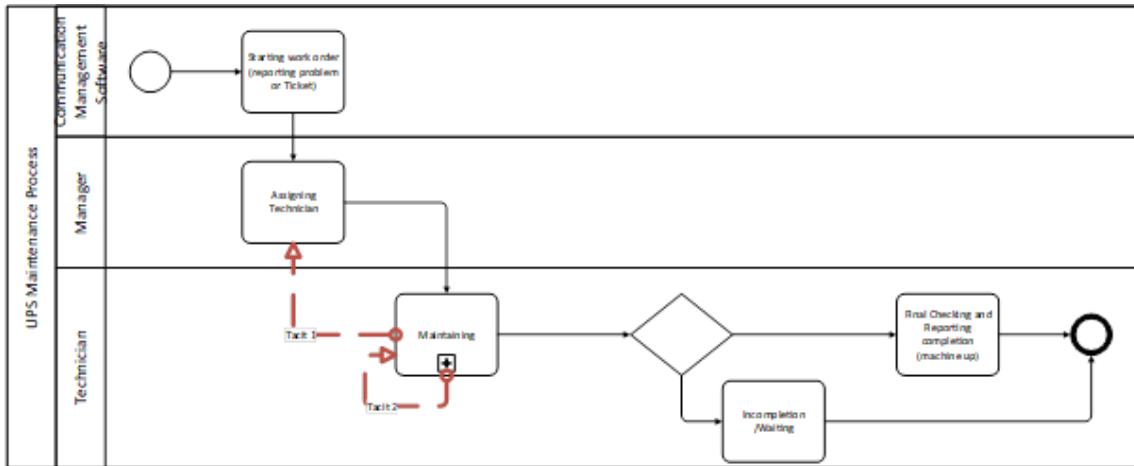 UPS Maintenance Process
Communication
Management
Software
Starting work order
(reporting problem
or Ticket)
Manager
Assigning
Technician
Technician
Tacit 1
Maintaining
Tacit 2
Final Checking and
Reporting
completion
(machine up)
Incompletion
/Waiting